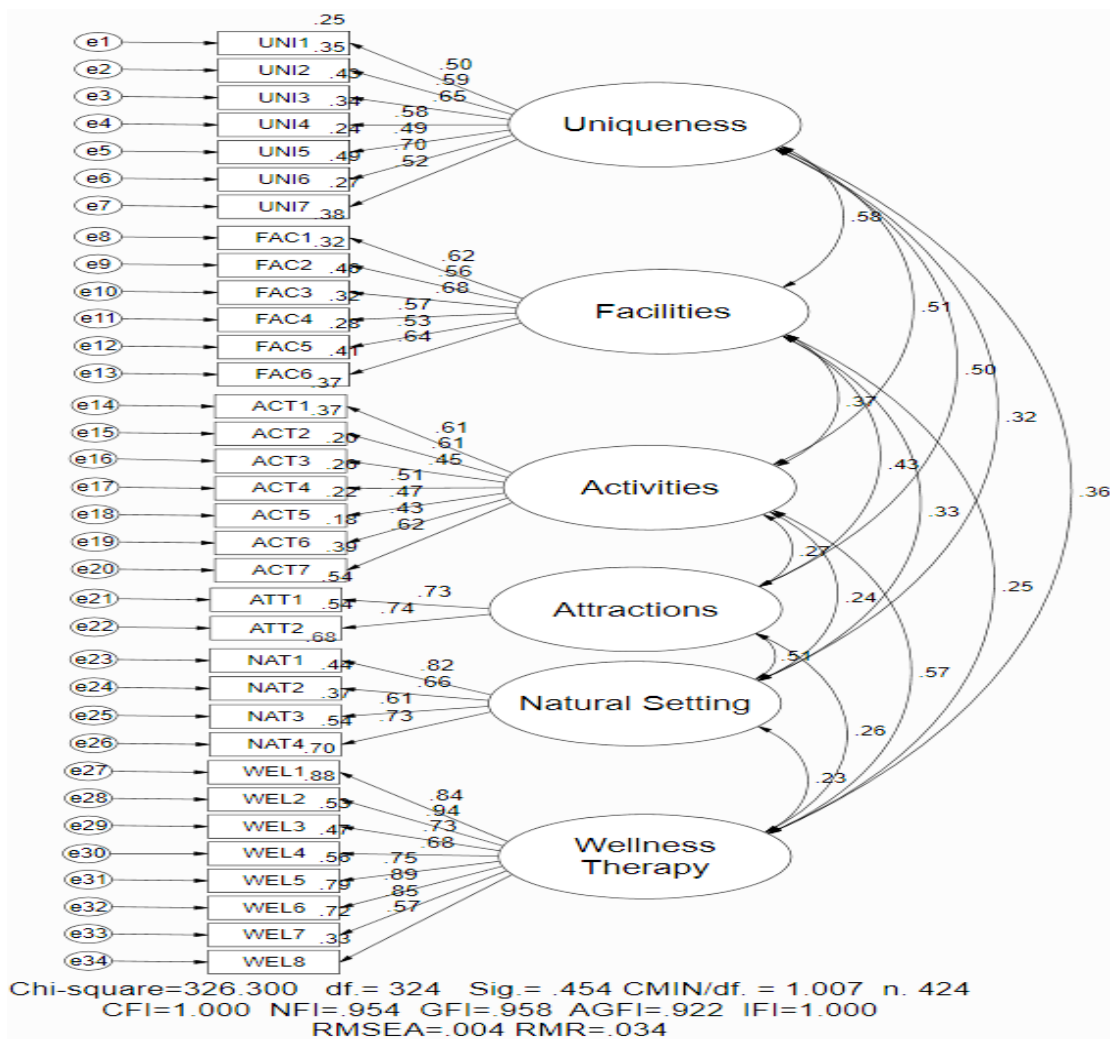 .25
e1 UNI1 .35
e2 UNI2 .43 .50
e3 UNI3 .34 .59
e4 UNI4 .24 .65
e5 UNI5 .49 .58
e6 UNI6 .27 .49
e7 UNI7 .70
.52
Uniqueness
.38
e8 FAC1 .32
e9 FAC2 .46 .62
e10 FAC3 .32 .56
e11 FAC4 .28 .68
e12 FAC5 .41 .57
e13 FAC6 .53
.64
Facilities
.37
e14 ACT1 .37
e15 ACT2 .20 .61
e16 ACT3 .26 .61
e17 ACT4 .22 .45
e18 ACT5 .18 .51
e19 ACT6 .39 .47
e20 ACT7 .43
.62
Activities
.54
e21 ATT1 .54 .73
e22 ATT2 .74
Attractions
.68
e23 NAT1 .44 .82
e24 NAT2 .37 .66
e25 NAT3 .54 .61
e26 NAT4 .73
Natural Setting
.70
e27 WEL1 .88
e28 WEL2 .53 .84
e29 WEL3 .47 .94
e30 WEL4 .56 .73
e31 WEL5 .79 .68
e32 WEL6 .72 .75
e33 WEL7 .33 .89
e34 WEL8 .85
.57
Wellness
Therapy
.58
.51
.50
.37
.32
.43
.36
.33
.27
.25
.24
.51
.57
.26
.23
Chi-square=326.300 df.= 324 Sig.= .454 CMIN/df. = 1.007 n. 424
CFI=1.000 NFI=.954 GFI=.958 AGFI=.922 IFI=1.000
RMSEA=.004 RMR=.034